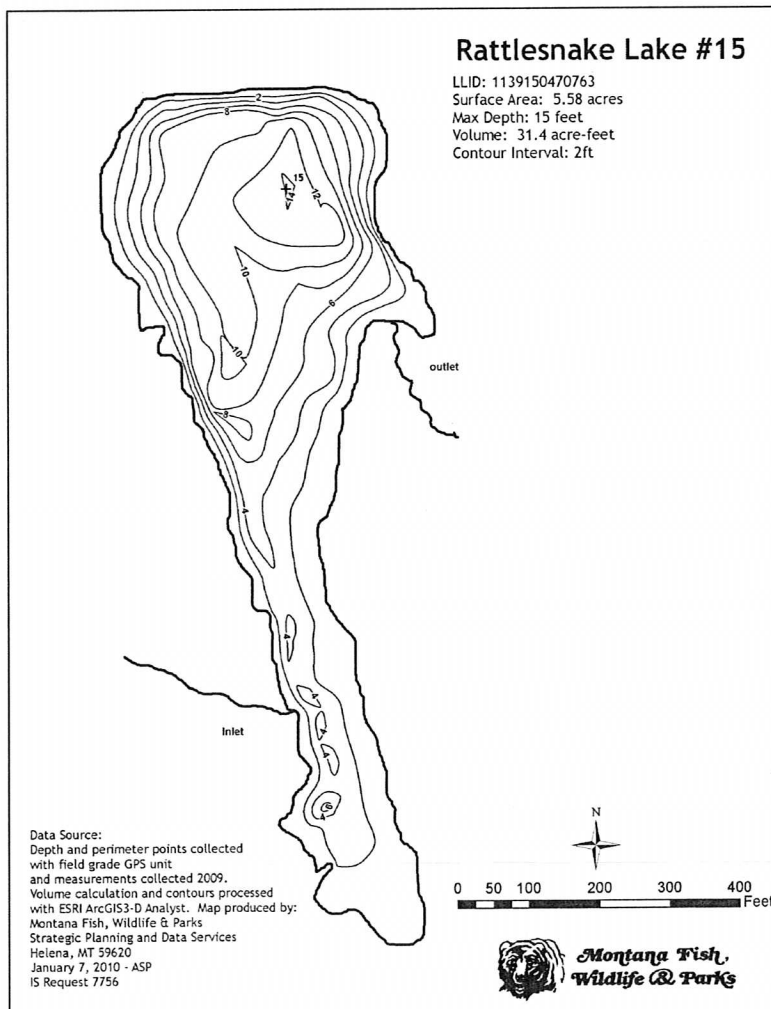 Rattlesnake Lake #15
LLID: 1139150470763
Surface Area: 5.58 acres
Max Depth: 15 feet
Volume: 31.4 acre-feet
Contour Interval: 2ft
2
8
15
14
12
10
6
10
outlet
8
4
4
4
4
4
Inlet
6
4
Data Source:
Depth and perimeter points collected
with field grade GPS unit
and measurements collected 2009.
Volume calculation and contours processed
with ESRI ArcGIS3-D Analyst. Map produced by:
Montana Fish, Wildlife & Parks
Strategic Planning and Data Services
Helena, MT 59620
January 7, 2010 - ASP
IS Request 7756
N
0 50 100 200 300 400
Feet
Montana Fish,
Wildlife & Parks